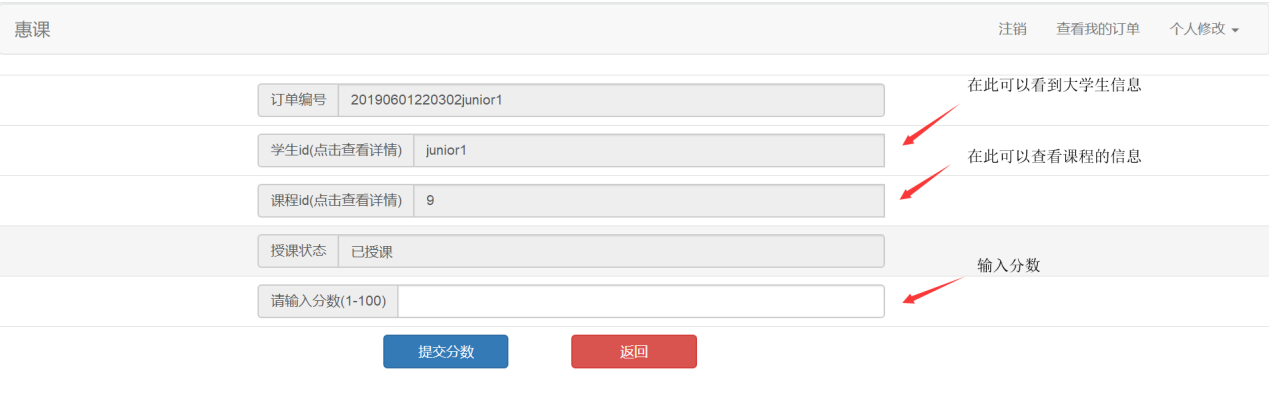 惠课 注销 查看我的订单 个人修改
在此可以看到大学生信息
订单编号 20190601220302junior1
学生id(点击查看详情) junior1
在此可以查看课程的信息
课程id(点击查看详情) 9
授课状态 已授课
输入分数
请输入分数(1-100)
提交分数 返回